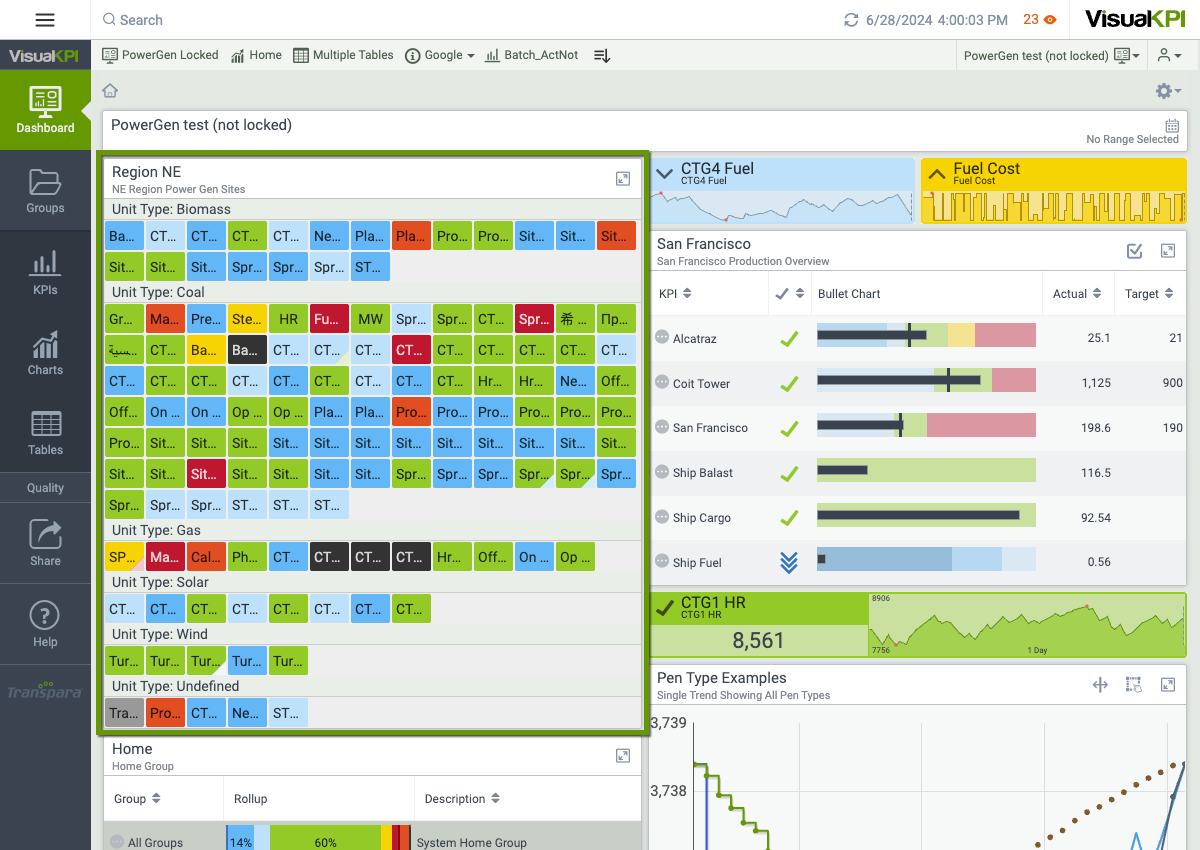 Search
6/28/2024 4:00:03 PM
23
VisualKPI
VisualKPI
PowerGen Locked
Home
Multiple Tables
Google
Batch_ActNot
PowerGen test (not locked)
Dashboard
Groups
KPIs
Charts
Tables
Quality
Share
Help
Transpara
PowerGen test (not locked)
No Range Selected
Region NE
NE Region Power Gen Sites
Unit Type: Biomass
Ba... CT... CT... CT... CT... Ne... Pla... Pla... Pro... Pro... Sit... Sit... Sit...
Sit... Sit... Sit... Spr... Spr... Spr... ST...
Unit Type: Coal
Gr... Ma... Pre... Ste... HR Fu... MW Spr... Spr... CT... Spr... 希 ... Пр...
CT... Ba... Ba... CT... CT... CT... CT... CT... CT... CT... CT... CT...
CT... CT... CT... CT... CT... CT... CT... CT... CT... Hr... Hr... Ne... Off...
Off... On ... On ... Op ... Op ... Pla... Pla... Pro... Pro... Pro... Pro... Pro... Pro...
Pro... Sit... Sit... Sit... Sit... Sit... Sit... Sit... Sit... Sit... Sit... Sit... Sit...
Sit... Sit... Sit... Sit... Sit... Sit... Sit... Spr... Spr... Spr... Spr... Spr... Spr...
Spr... Spr... Spr... ST... ST... ST...
Unit Type: Gas
SP... Ma... Cal... Ph... CT... CT... CT... CT... Hr... Off... On ... Op ...
Unit Type: Solar
CT... CT... CT... CT... CT... CT... CT... CT...
Unit Type: Wind
Tur... Tur... Tur... Tur... Tur...
Unit Type: Undefined
Tra... Pro... CT... Ne... ST...
Home
Home Group
Group Rollup Description
All Groups 14% 60% System Home Group
CTG4 Fuel
CTG4 Fuel
Fuel Cost
Fuel Cost
San Francisco
San Francisco Production Overview
KPI Bullet Chart Actual Target
Alcatraz 25.1 21
Coit Tower 1,125 900
San Francisco 198.6 190
Ship Balast 116.5
Ship Cargo 92.54
Ship Fuel 0.56
CTG1 HR
CTG1 HR
8,561
8906
7756
1 Day
Pen Type Examples
Single Trend Showing All Pen Types
3,739
3,738